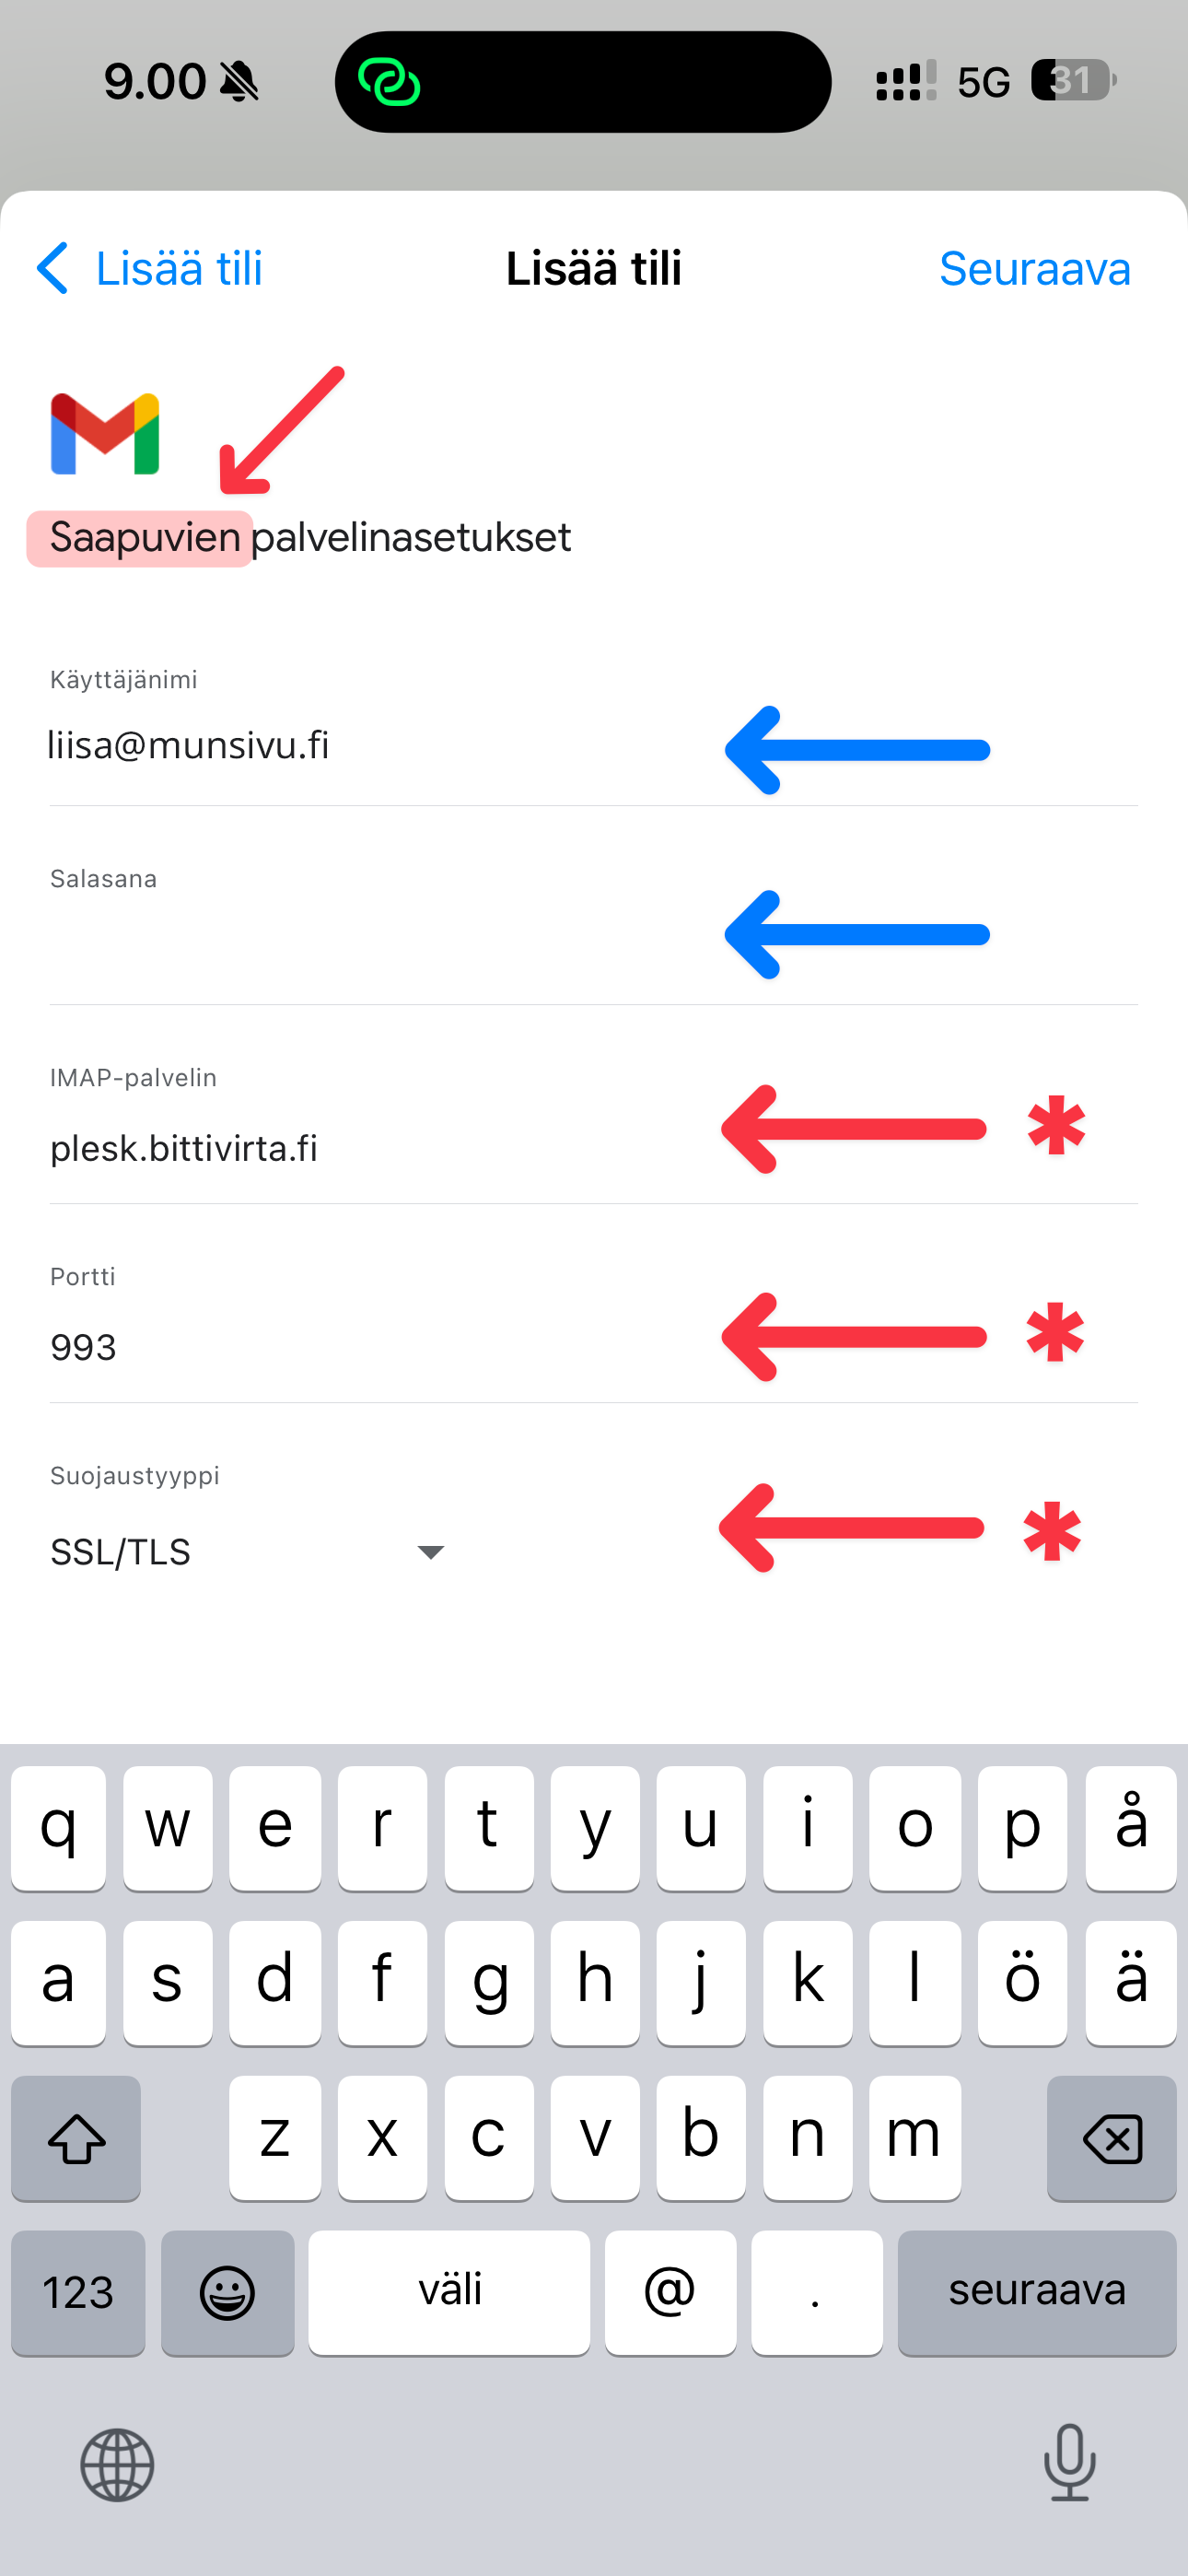 9.00 5G 31
Lisää tili Lisää tili Seuraava
Saapuvien palvelinasetukset
Käyttäjänimi
liisa@munsivu.fi
Salasana
IMAP-palvelin
plesk.bittivirta.fi
*
Portti
993
*
Suojaustyyppi
SSL/TLS
*
q w e r t y u i o p å
a s d f g h j k l ö ä
z x c v b n m
123 väli @ . seuraava